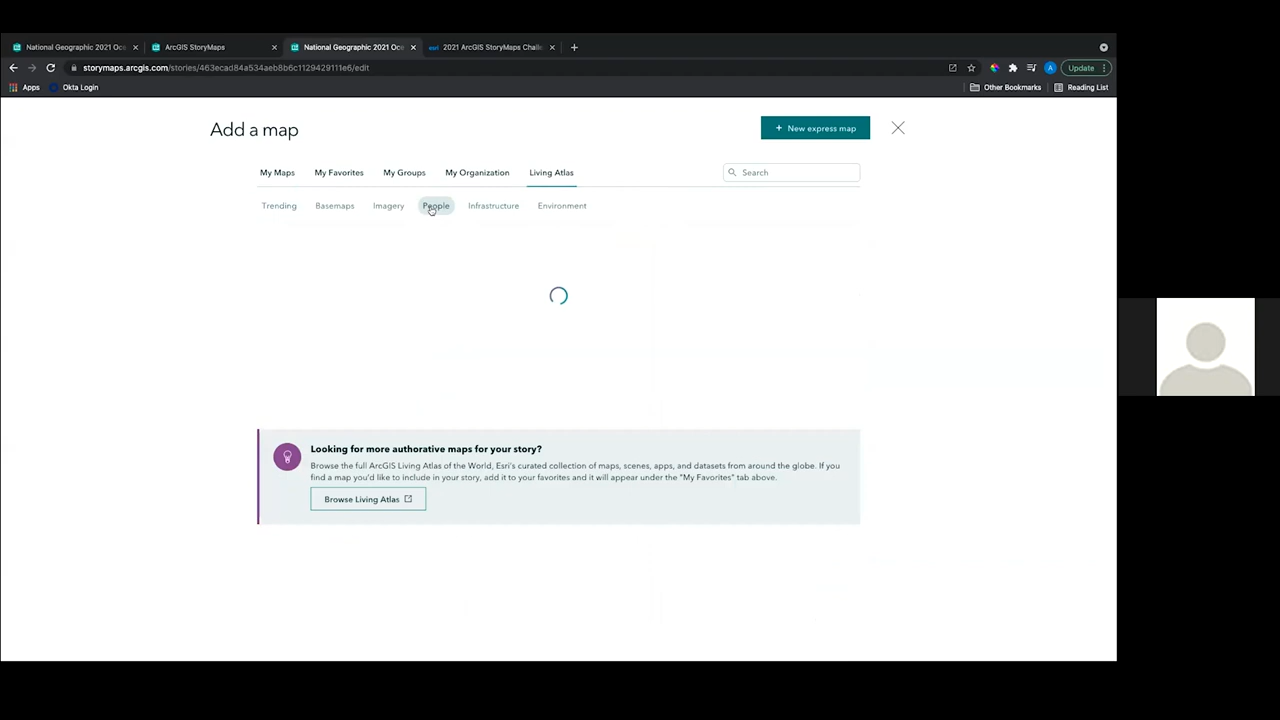 National Geographic 2021 Oce
ArcGIS StoryMaps
National Geographic 2021 Oce
esri
2021 ArcGIS StoryMaps Challe
storymaps.arcgis.com/stories/463ecad84a534aeb8b6c1129429111e6/edit
A
Update
Apps
Okta Login
Other Bookmarks
Reading List
Add a map
+ New express map
My Maps
My Favorites
My Groups
My Organization
Living Atlas
Search
Trending
Basemaps
Imagery
People
Infrastructure
Environment
Looking for more authorative maps for your story?
Browse the full ArcGIS Living Atlas of the World, Esri's curated collection of maps, scenes, apps, and datasets from around the globe. If you
find a map you'd like to include in your story, add it to your favorites and it will appear under the "My Favorites" tab above.
Browse Living Atlas